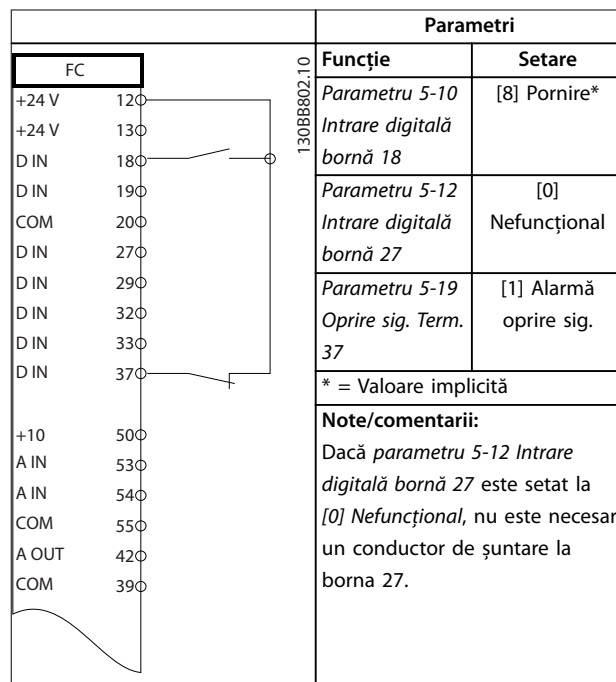 FC
+24 V 12
+24 V 13
D IN 18
D IN 19
COM 20
D IN 27
D IN 29
D IN 32
D IN 33
D IN 37
+10 50
A IN 53
A IN 54
COM 55
A OUT 42
COM 39
130BB802.10
Parametri
Funcție Setare
Parametru 5-10 [8] Pornire*
Intrare digitală
bornă 18
Parametru 5-12 [0]
Intrare digitală Nefuncțional
bornă 27
Parametru 5-19 [1] Alarmă
Oprire sig. Term. oprire sig.
37
* = Valoare implicită
Note/comentarii:
Dacă parametru 5-12 Intrare
digitală bornă 27 este setat la
[0] Nefuncțional, nu este necesar
un conductor de șuntare la
borna 27.